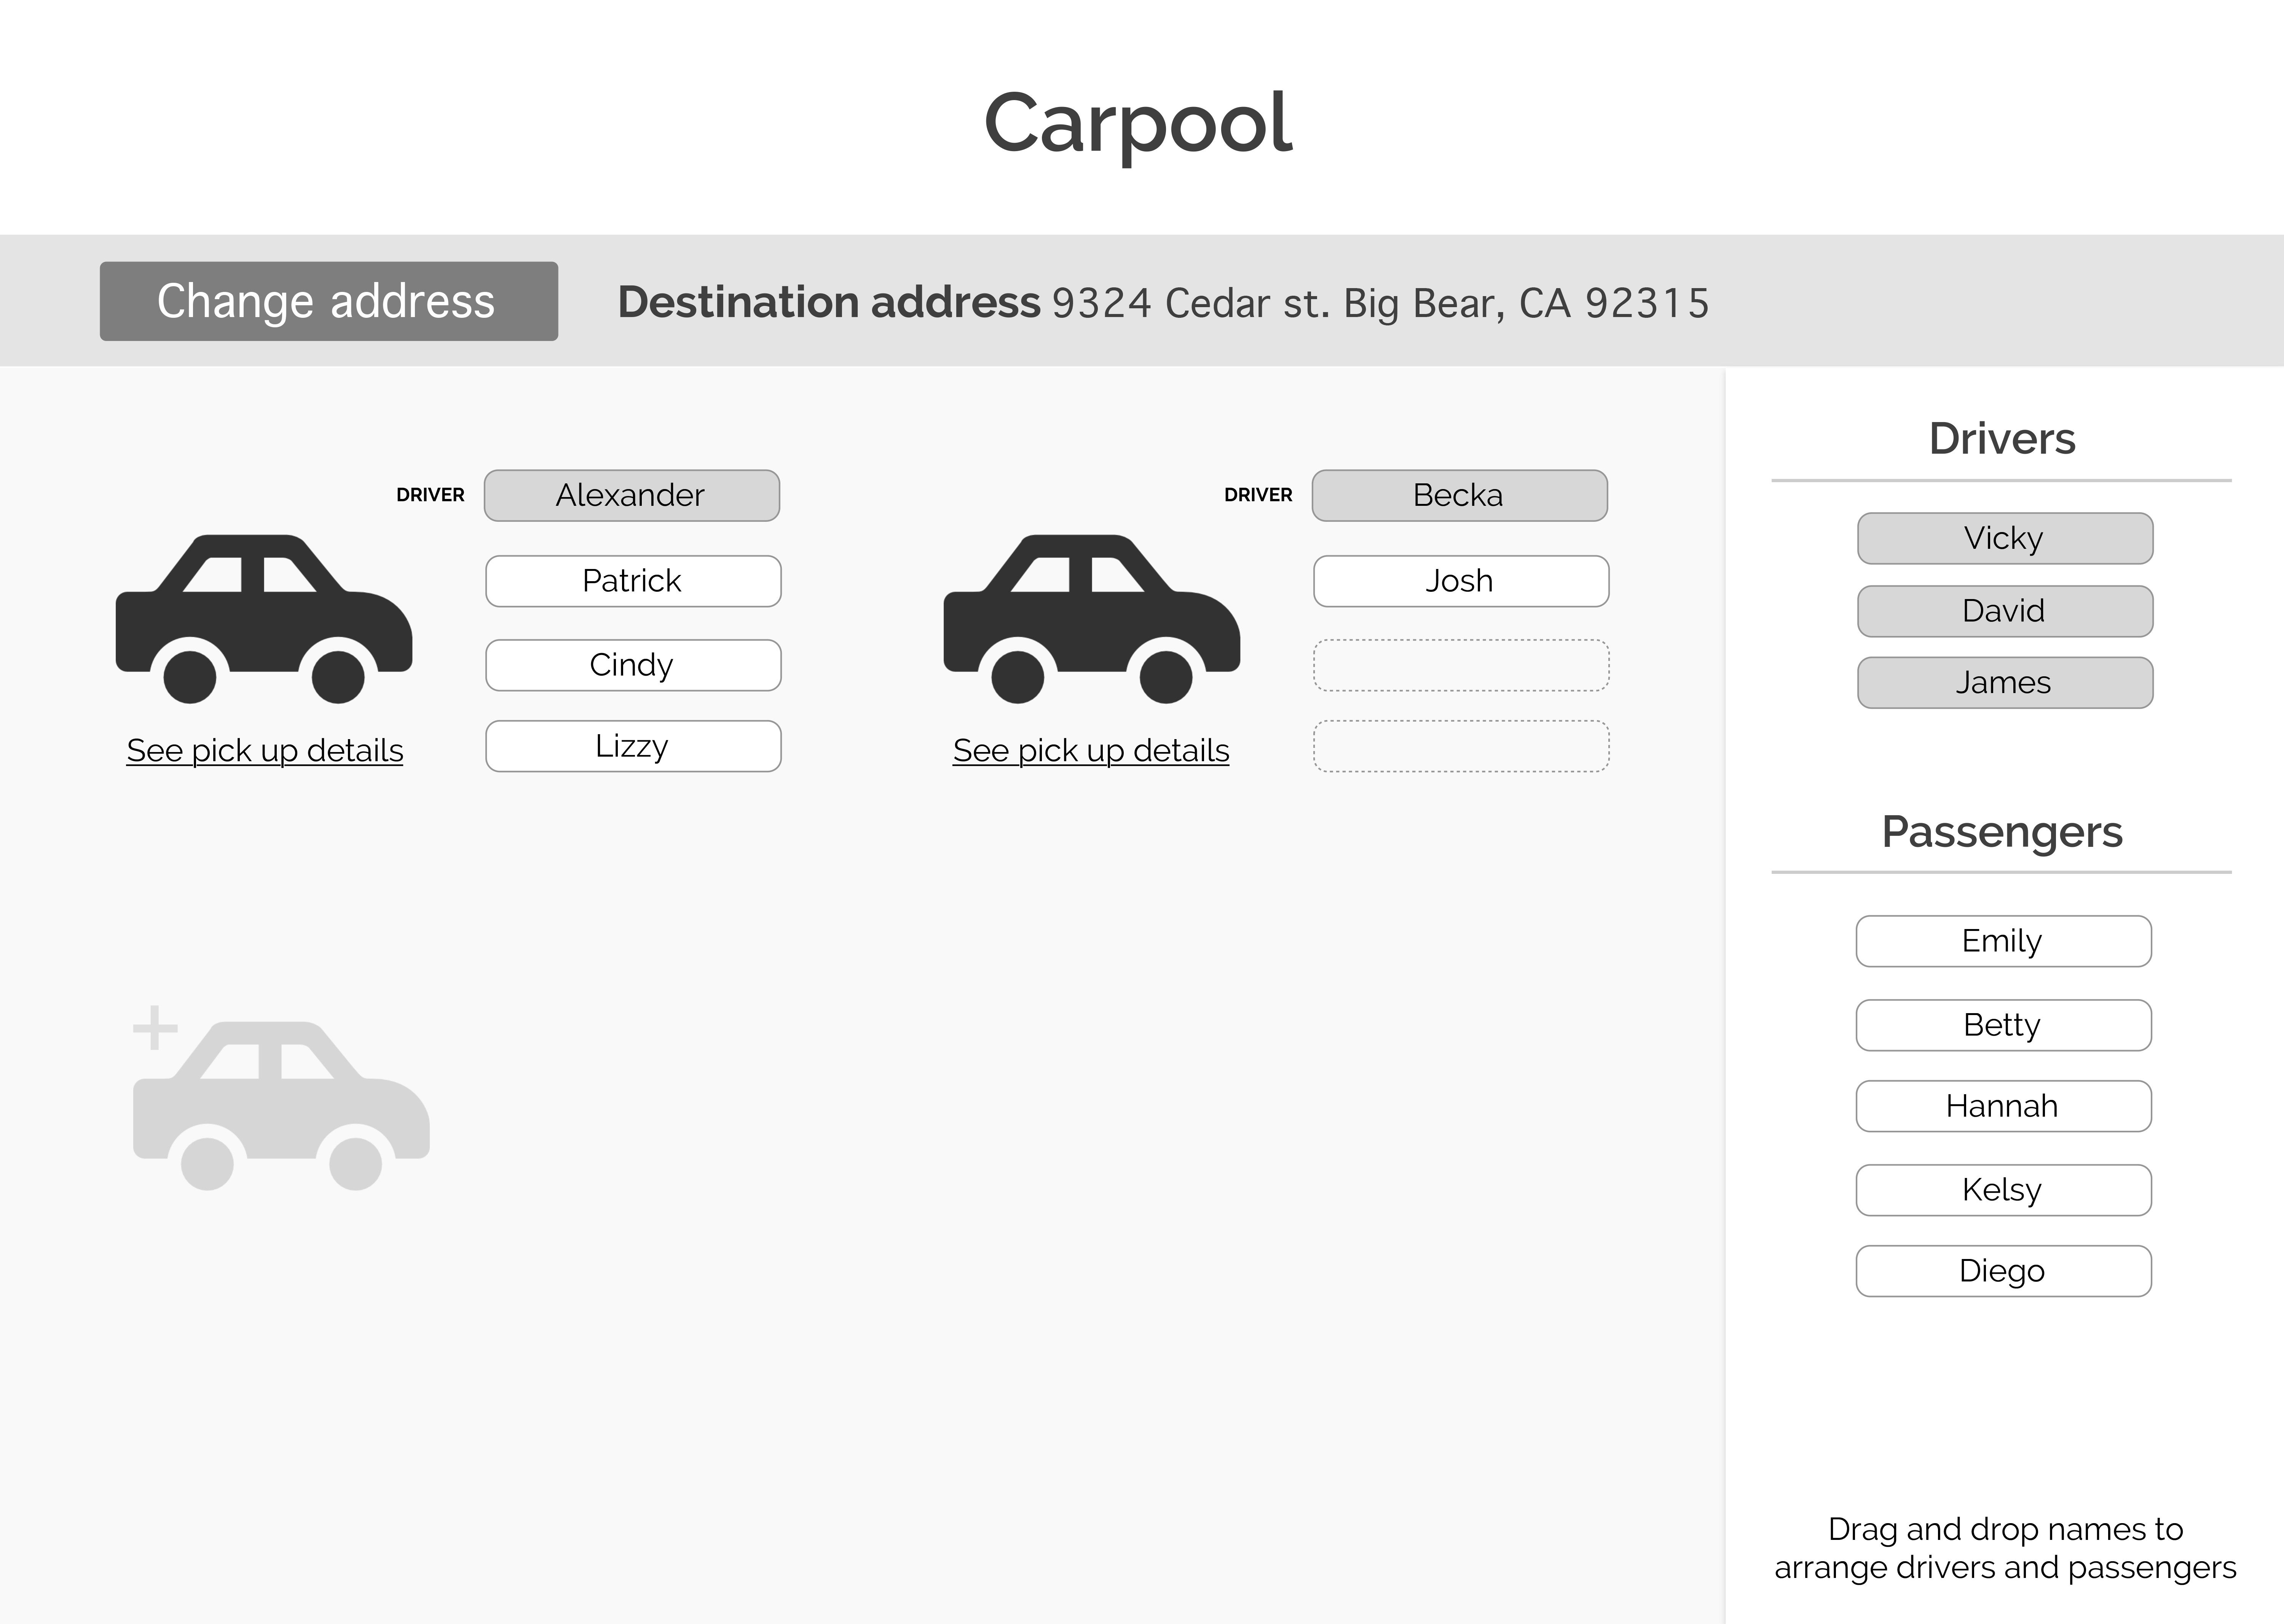 Carpool
Change address
Destination address 9324 Cedar st. Big Bear, CA 92315
DRIVER
Alexander
Patrick
Cindy
Lizzy
See pick up details
DRIVER
Becka
Josh
See pick up details
Drivers
Vicky
David
James
Passengers
Emily
Betty
Hannah
Kelsy
Diego
Drag and drop names to
arrange drivers and passengers